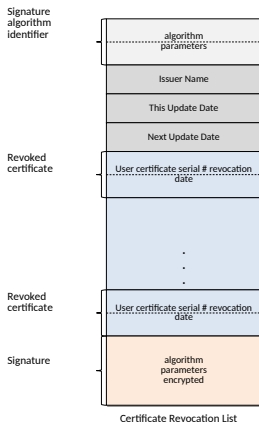 Signature
algorithm
identifier
algorithm
parameters
Issuer Name
This Update Date
Next Update Date
Revoked
certificate
User certificate serial # revocation
date
.
.
.
Revoked
certificate
User certificate serial # revocation
date
Signature
algorithm
parameters
encrypted
Certificate Revocation List